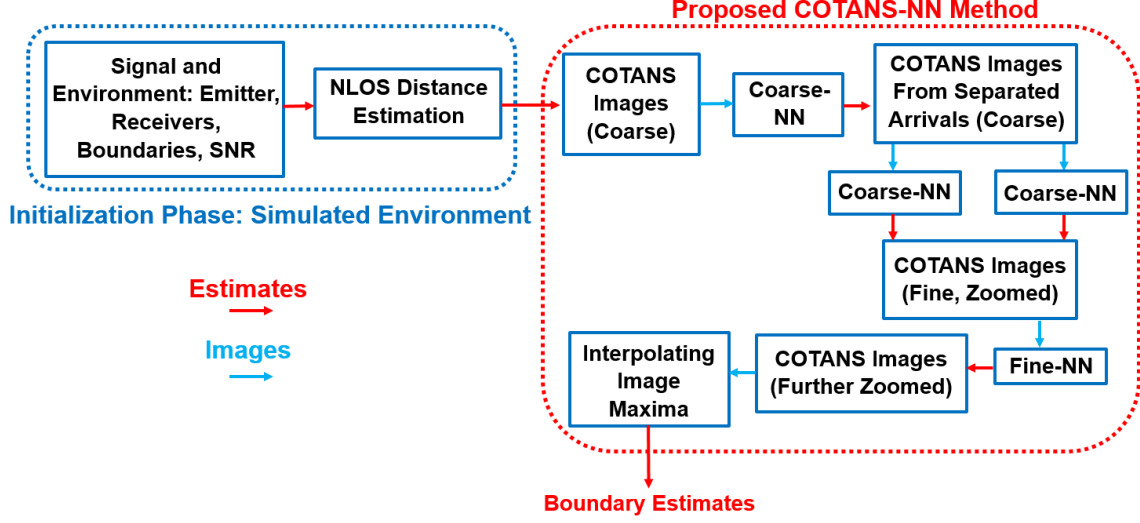 Proposed COTANS-NN Method
Signal and
Environment: Emitter,
Receivers,
Boundaries, SNR
NLOS Distance
Estimation
Initialization Phase: Simulated Environment
COTANS
Images
(Coarse)
Coarse-
NN
COTANS Images
From Separated
Arrivals (Coarse)
Coarse-NN
Coarse-NN
COTANS Images
(Fine, Zoomed)
Fine-NN
COTANS Images
(Further Zoomed)
Interpolating
Image
Maxima
Boundary Estimates
Estimates
Images